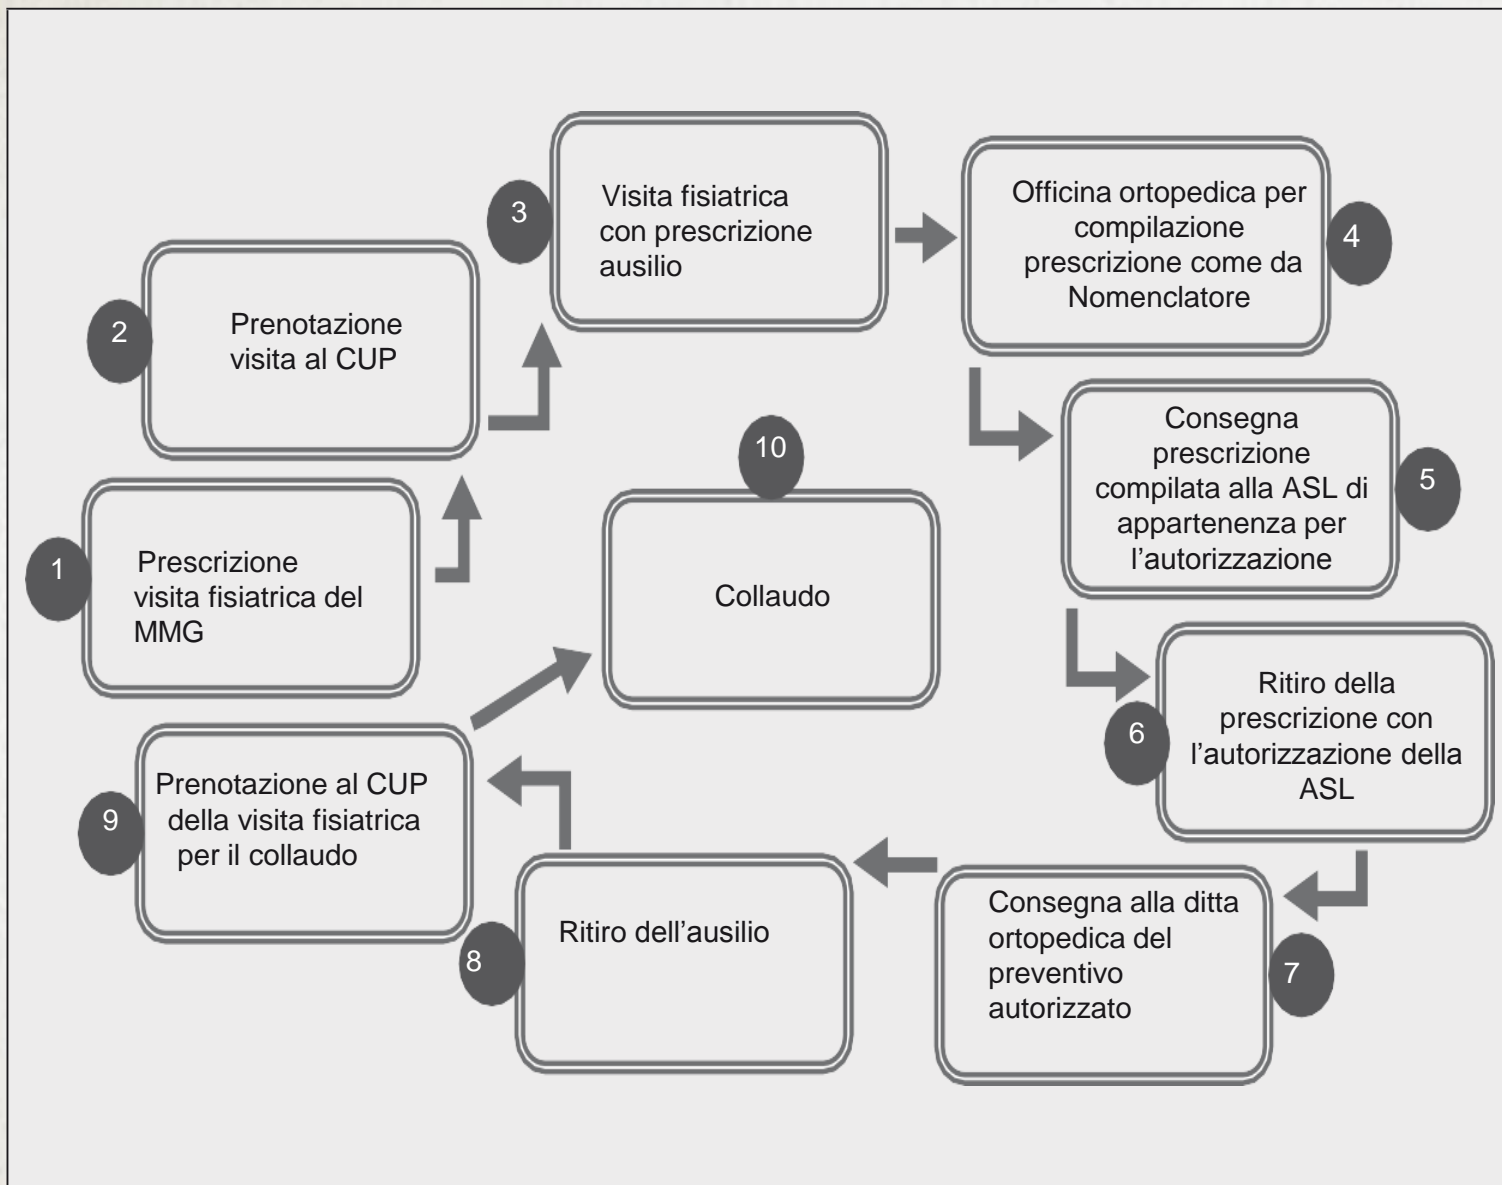 1
Prescrizione
visita fisiatrica del
MMG
2
Prenotazione
visita al CUP
3
Visita fisiatrica
con prescrizione
ausilio
4
Officina ortopedica per
compilazione
prescrizione come da
Nomenclatore
5
Consegna
prescrizione
compilata alla ASL di
appartenenza per
l’autorizzazione
6
Ritiro della
prescrizione con
l’autorizzazione della
ASL
7
Consegna alla ditta
ortopedica del
preventivo
autorizzato
8
Ritiro dell’ausilio
9
Prenotazione al CUP
della visita fisiatrica
per il collaudo
10
Collaudo